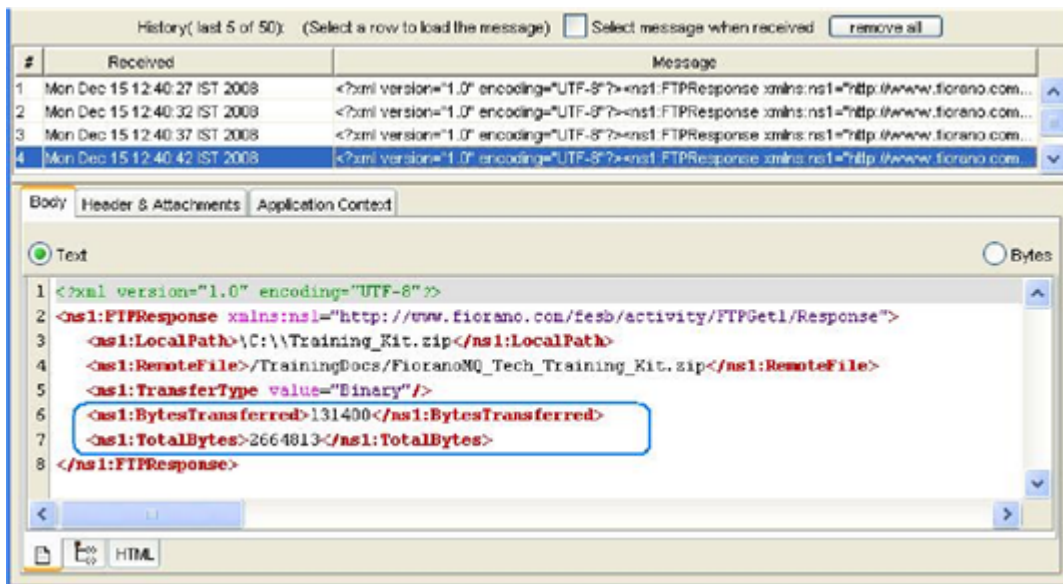 History( last 5 of 50): (Select a row to load the message) Select message when received remove all
# Received Message
1 Mon Dec 15 12:40:27 IST 2008 <?xml version="1.0" encoding="UTF-8"?><ns1:FTPResponse xmlns:ns1="http://www.fiorano.com...
2 Mon Dec 15 12:40:32 IST 2008 <?xml version="1.0" encoding="UTF-8"?><ns1:FTPResponse xmlns:ns1="http://www.fiorano.com...
3 Mon Dec 15 12:40:37 IST 2008 <?xml version="1.0" encoding="UTF-8"?><ns1:FTPResponse xmlns:ns1="http://www.fiorano.com...
4 Mon Dec 15 12:40:42 IST 2008 <?xml version="1.0" encoding="UTF-8"?><ns1:FTPResponse xmlns:ns1="http://www.fiorano.com...
Body Header & Attachments Application Context
Text Bytes
1 <?xml version="1.0" encoding="UTF-8"?>
2 <ns1:FTPResponse xmlns:ns1="http://www.fiorano.com/fesb/activity/FTPGet1/Response">
3 <ns1:LocalPath>\C:\\Training_Kit.zip</ns1:LocalPath>
4 <ns1:RemoteFile>/TrainingDocs/FioranoMQ_Tech_Training_Kit.zip</ns1:RemoteFile>
5 <ns1:TransferType value="Binary"/>
6 <ns1:BytesTransferred>131400</ns1:BytesTransferred>
7 <ns1:TotalBytes>2664813</ns1:TotalBytes>
8 </ns1:FTPResponse>
HTML